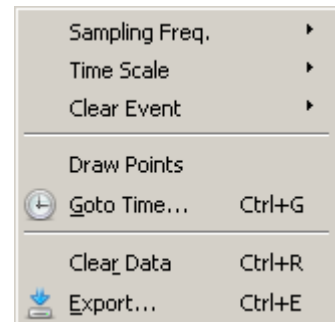 Sampling Freq.
Time Scale
Clear Event
Draw Points
Goto Time... Ctrl+G
Clear Data Ctrl+R
Export... Ctrl+E